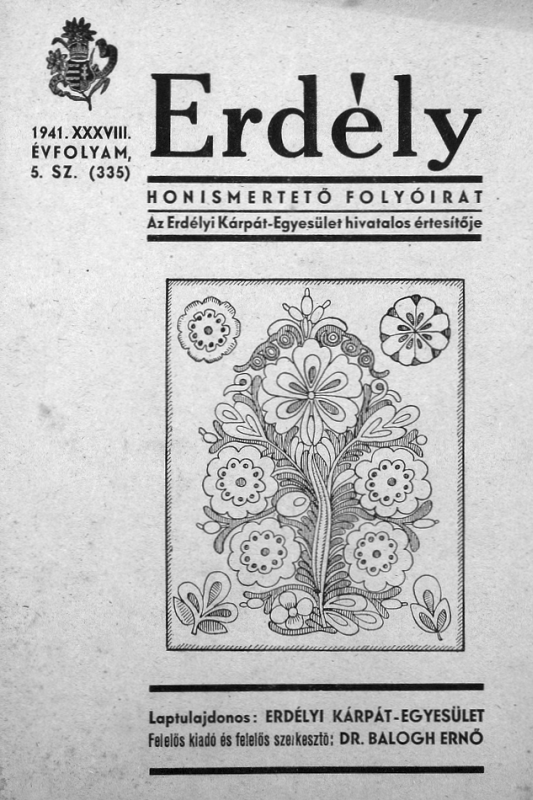 1941. XXXVIII.
ÉVFOLYAM,
5. SZ. (335)
Erdély
HONISMERTETŐ FOLYÓIRAT
Az Erdélyi Kárpát-Egyesület hivatalos értesítője
Laptulajdonos: ERDÉLYI KÁRPÁT-EGYESÜLET
Felelős kiadó és felelős szerkesztő: DR. BALOGH ERNŐ